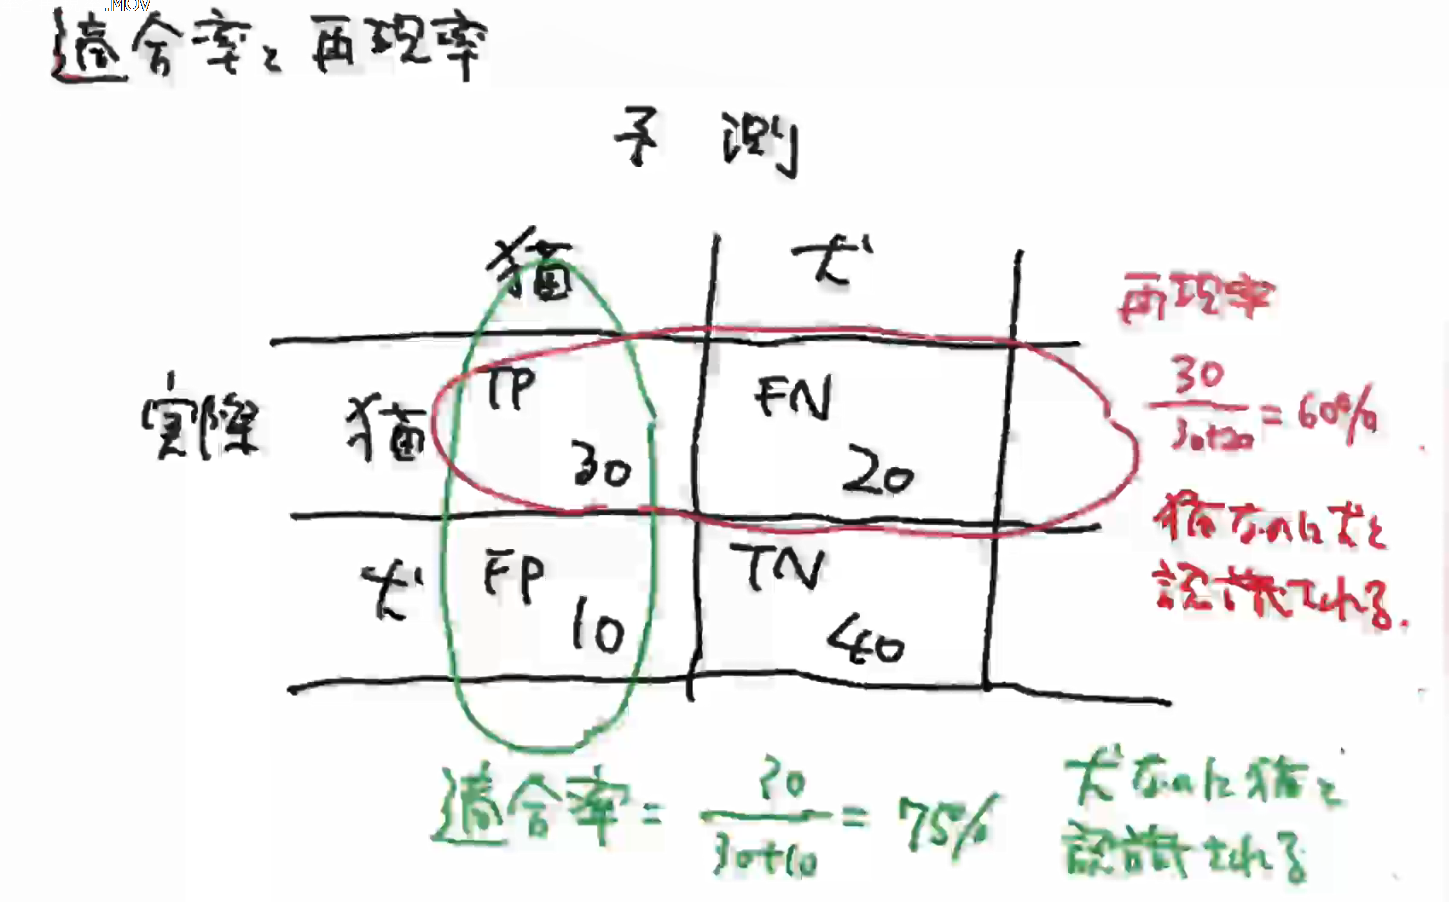 .MOV
適合率と再現率
予測
猫 犬
実際 猫 TP 30 FN 20
犬 FP 10 TN 40
再現率
30
30+20
= 60%
猫なのに犬と
認識される.
適合率 = 30 = 75%
30+10
犬なのに猫と
認識される